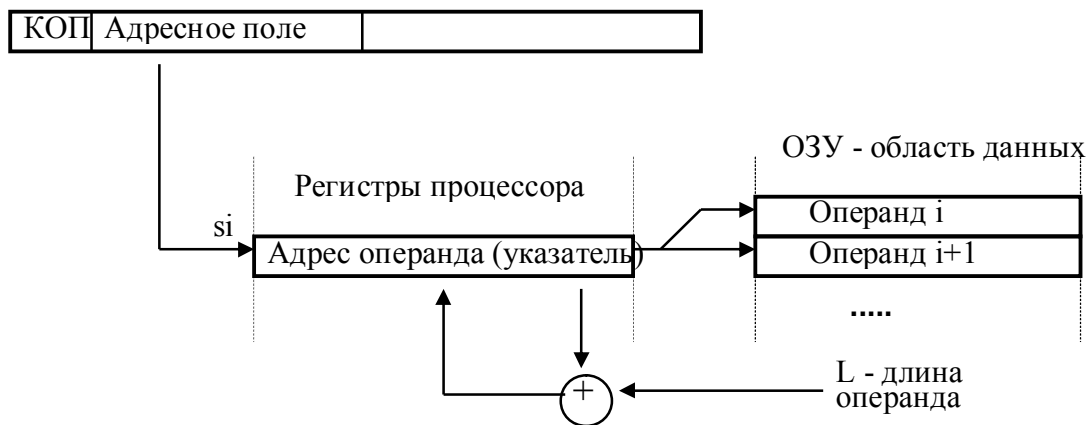 КОП Адресное поле
ОЗУ - область данных
Регистры процессора
si
Операнд i
Адрес операнда (указатель)
Операнд i+1
.....
+
L - длина
операнда